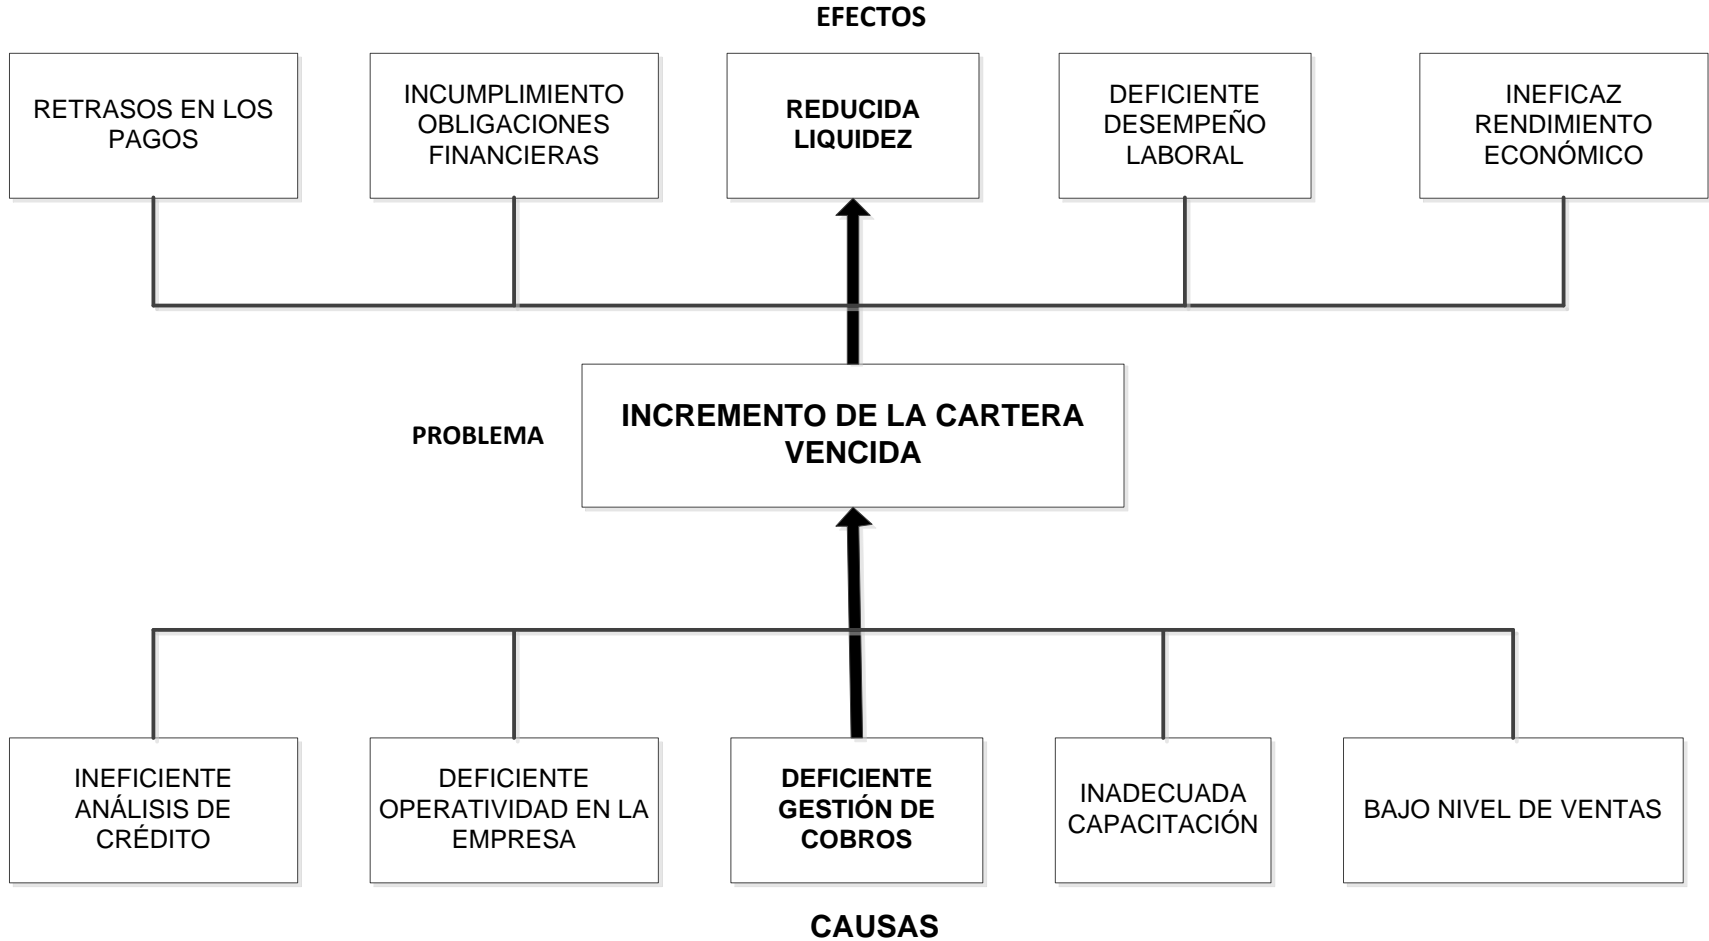 EFECTOS
RETRASOS EN LOS
PAGOS
INCUMPLIMIENTO
OBLIGACIONES
FINANCIERAS
REDUCIDA
LIQUIDEZ
DEFICIENTE
DESEMPEÑO
LABORAL
INEFICAZ
RENDIMIENTO
ECONÓMICO
PROBLEMA
INCREMENTO DE LA CARTERA
VENCIDA
INEFICIENTE
ANÁLISIS DE
CRÉDITO
DEFICIENTE
OPERATIVIDAD EN LA
EMPRESA
DEFICIENTE
GESTIÓN DE
COBROS
INADECUADA
CAPACITACIÓN
BAJO NIVEL DE VENTAS
CAUSAS